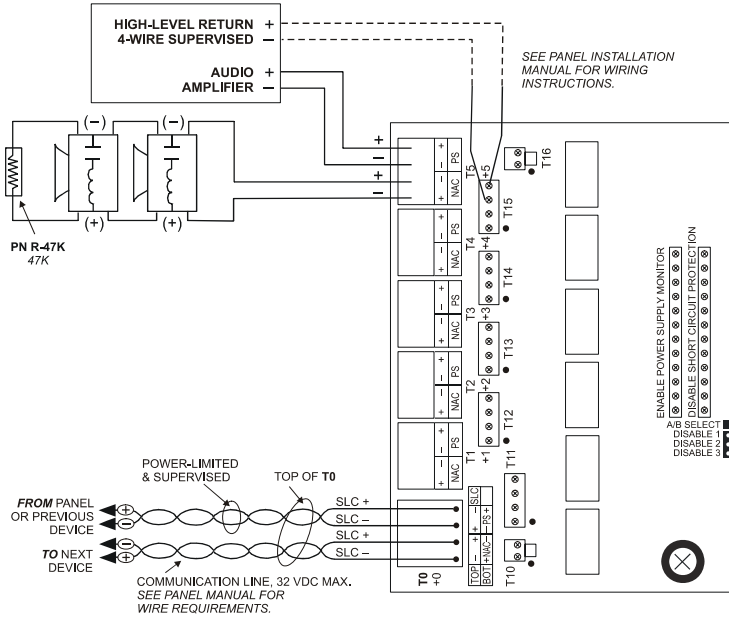 HIGH-LEVEL RETURN +
4-WIRE SUPERVISED –
AUDIO +
AMPLIFIER –
SEE PANEL INSTALLATION
MANUAL FOR WIRING
INSTRUCTIONS.
(–) (–)
(+) (+)
PN R-47K
47K
+
–
+
–
+ – PS
– + NAC
T5 +5
T16
T15
+ – PS
– + NAC
T4 +4
T14
+ – PS
– + NAC
T3 +3
T13
+ – PS
– + NAC
T2 +2
T12
+ – PS
– + NAC
T1 +1
T11
ENABLE POWER SUPPLY MONITOR
DISABLE SHORT CIRCUIT PROTECTION
A/B SELECT
DISABLE 1
DISABLE 2
DISABLE 3
POWER-LIMITED
& SUPERVISED
TOP OF T0
FROM PANEL
OR PREVIOUS
DEVICE
+
–
SLC +
SLC –
TO NEXT
DEVICE
–
+
SLC +
SLC –
COMMUNICATION LINE, 32 VDC MAX.
SEE PANEL MANUAL FOR
WIRE REQUIREMENTS.
T0
+0
TOP – + + – SLC
BOT +NAC– –PS+
T10